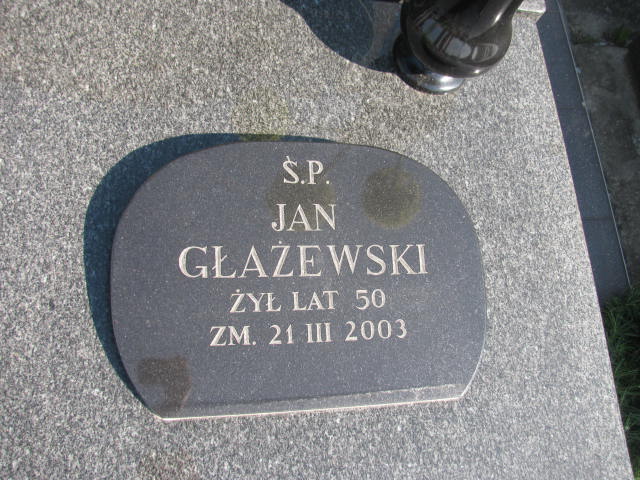 Ś.P.
JAN
GŁAŻEWSKI
ŻYŁ LAT 50
ZM. 21 III 2003